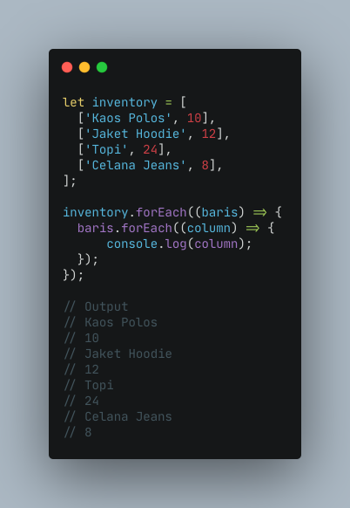 let inventory = [
  ['Kaos Polos', 10],
  ['Jaket Hoodie', 12],
  ['Topi', 24],
  ['Celana Jeans', 8],
];
inventory.forEach((baris) => {
  baris.forEach((column) => {
      console.log(column);
  });
});
// Output
// Kaos Polos
// 10
// Jaket Hoodie
// 12
// Topi
// 24
// Celana Jeans
// 8